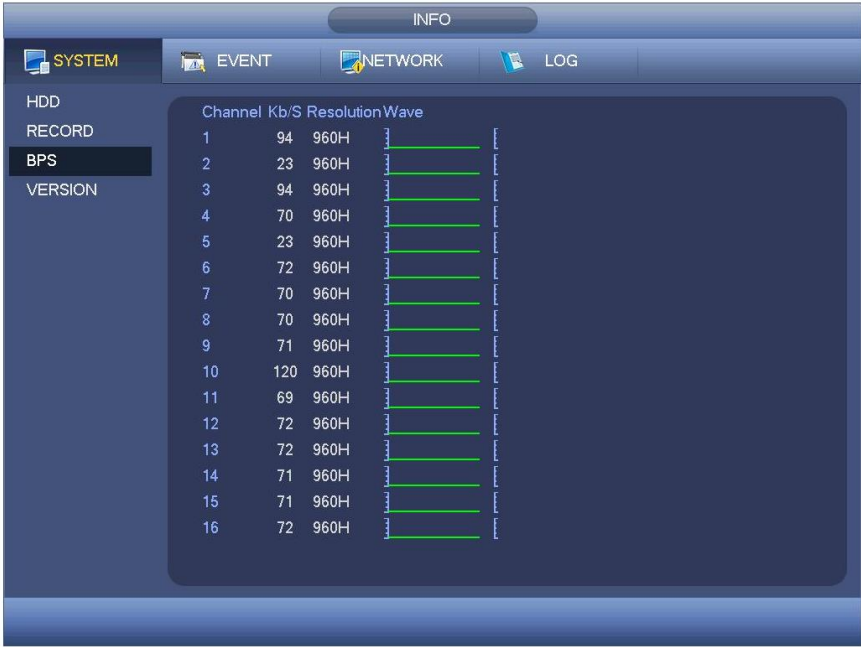 INFO
SYSTEM EVENT NETWORK LOG
HDD
RECORD
BPS
VERSION
Channel Kb/S Resolution Wave
1 94 960H
2 23 960H
3 94 960H
4 70 960H
5 23 960H
6 72 960H
7 70 960H
8 70 960H
9 71 960H
10 120 960H
11 69 960H
12 72 960H
13 72 960H
14 71 960H
15 71 960H
16 72 960H